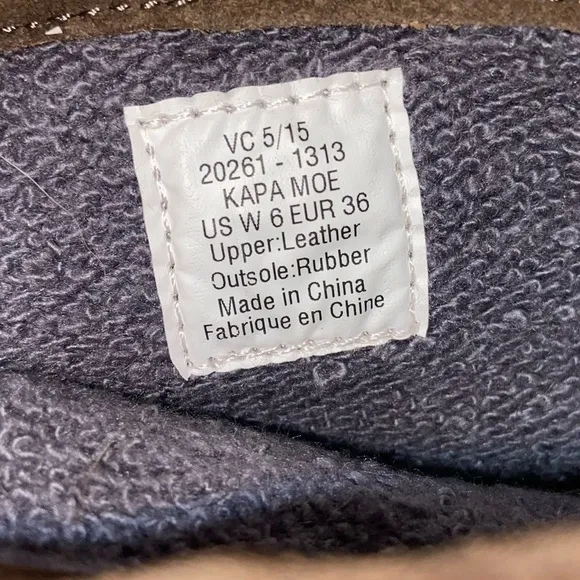 VC 5/15
20261 - 1313
KAPA MOE
US W 6 EUR 36
Upper:Leather
Outsole:Rubber
Made in China
Fabrique en Chine